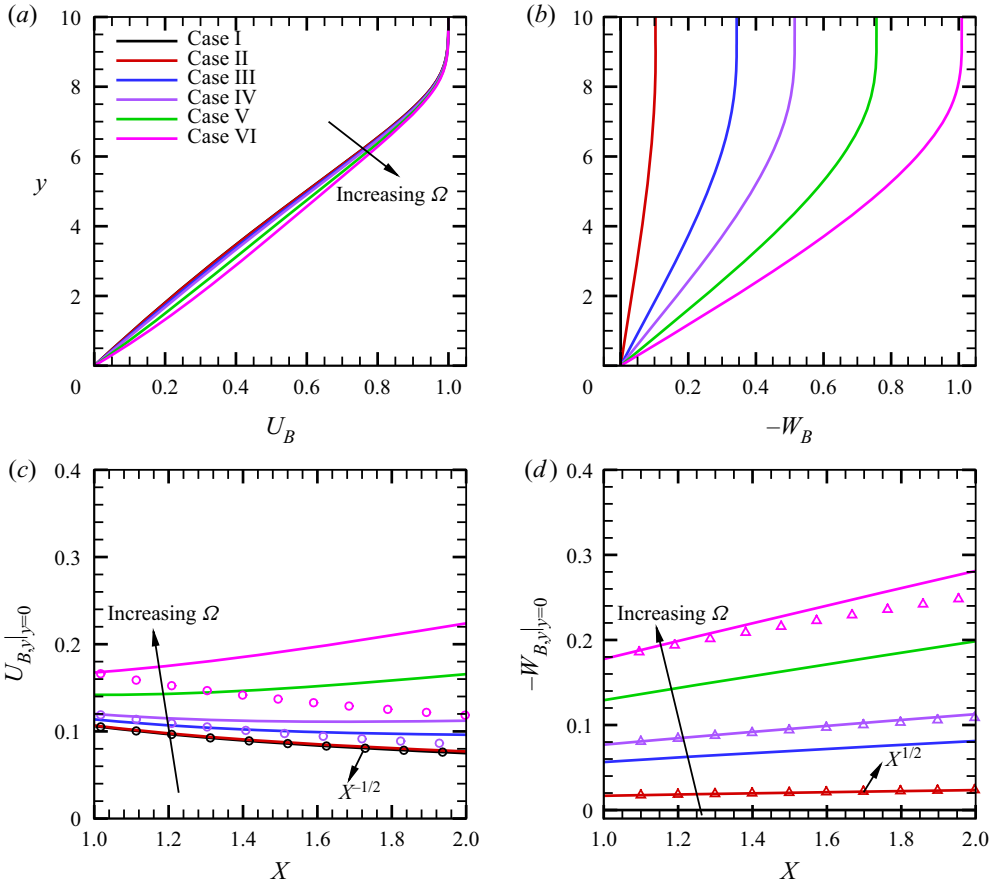 (a)
Case I
Case II
Case III
Case IV
Case V
Case VI
Increasing Ω
y
10
8
6
4
2
0
0.2
0.4
0.6
0.8
1.0
U_B
(b)
10
8
6
4
2
0
0.2
0.4
0.6
0.8
1.0
–W_B
(c)
0.4
0.3
0.2
0.1
0
Increasing Ω
X^{–1/2}
U_{B,y}|_{y=0}
1.0
1.2
1.4
1.6
1.8
2.0
X
(d)
0.4
0.3
0.2
0.1
0
Increasing Ω
X^{1/2}
–W_{B,y}|_{y=0}
1.0
1.2
1.4
1.6
1.8
2.0
X